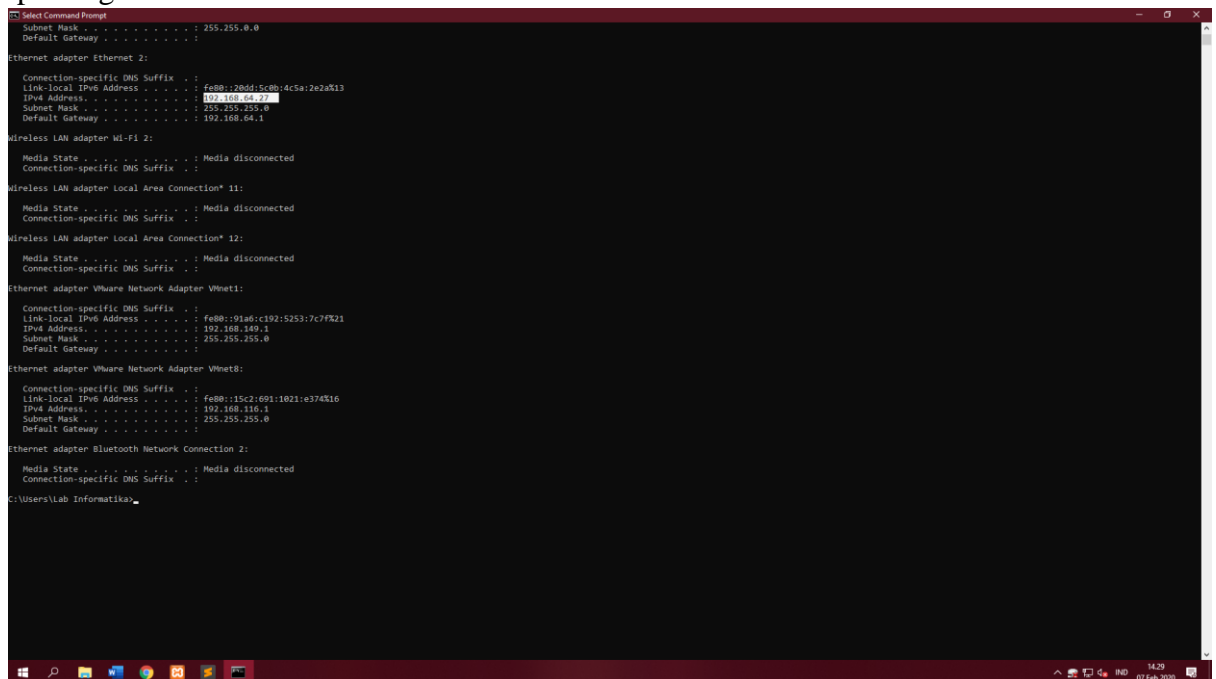 Select Command Prompt
Subnet Mask . . . . . . . . . . . : 255.255.0.0
Default Gateway . . . . . . . . . :
Ethernet adapter Ethernet 2:
Connection-specific DNS Suffix . :
Link-local IPv6 Address . . . . . : fe80::20dd:5c0b:4c5a:2e2a%13
IPv4 Address. . . . . . . . . . . : 192.168.64.27
Subnet Mask . . . . . . . . . . . : 255.255.255.0
Default Gateway . . . . . . . . . : 192.168.64.1
Wireless LAN adapter Wi-Fi 2:
Media State . . . . . . . . . . . : Media disconnected
Connection-specific DNS Suffix . :
Wireless LAN adapter Local Area Connection* 11:
Media State . . . . . . . . . . . : Media disconnected
Connection-specific DNS Suffix . :
Wireless LAN adapter Local Area Connection* 12:
Media State . . . . . . . . . . . : Media disconnected
Connection-specific DNS Suffix . :
Ethernet adapter VMware Network Adapter VMnet1:
Connection-specific DNS Suffix . :
Link-local IPv6 Address . . . . . : fe80::91a6:c192:5253:7c7f%21
IPv4 Address. . . . . . . . . . . : 192.168.149.1
Subnet Mask . . . . . . . . . . . : 255.255.255.0
Default Gateway . . . . . . . . . :
Ethernet adapter VMware Network Adapter VMnet8:
Connection-specific DNS Suffix . :
Link-local IPv6 Address . . . . . : fe80::15c2:691:1021:e374%16
IPv4 Address. . . . . . . . . . . : 192.168.116.1
Subnet Mask . . . . . . . . . . . : 255.255.255.0
Default Gateway . . . . . . . . . :
Ethernet adapter Bluetooth Network Connection 2:
Media State . . . . . . . . . . . : Media disconnected
Connection-specific DNS Suffix . :
C:\Users\Lab Informatika>
IND
14.29
07 Feb 2020